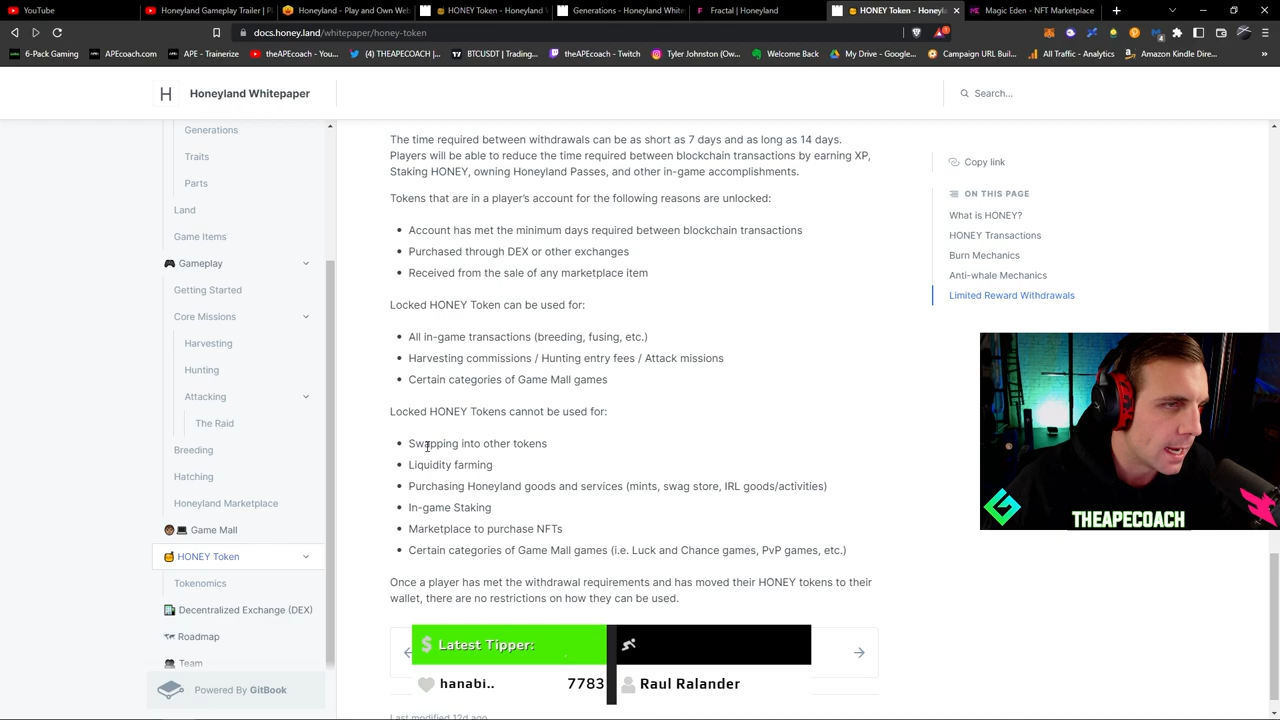 YouTube
Honeyland Gameplay Trailer | Pl
Honeyland - Play and Own Web
HONEY Token - Honeyland
Generations - Honeyland White
Fractal | Honeyland
HONEY Token - Honeyla
Magic Eden - NFT Marketplace
docs.honey.land/whitepaper/honey-token
6-Pack Gaming
APEcoach.com
APE - Trainerize
theAPEcoach - You...
(4) THEAPECOACH (...
BTCUSDT | Trading...
theAPEcoach - Twitch
Tyler Johnston (Ow...
Welcome Back
My Drive - Google...
Campaign URL Buil...
All Traffic - Analytics
Amazon Kindle Dire...
H
Honeyland Whitepaper
Search...
Generations
Traits
Parts
Land
Game Items
Gameplay
Getting Started
Core Missions
Harvesting
Hunting
Attacking
The Raid
Breeding
Hatching
Honeyland Marketplace
Game Mall
HONEY Token
Tokenomics
Decentralized Exchange (DEX)
Roadmap
Team
Powered By GitBook
The time required between withdrawals can be as short as 7 days and as long as 14 days.
Players will be able to reduce the time required between blockchain transactions by earning XP,
Staking HONEY, owning Honeyland Passes, and other in-game accomplishments.
Tokens that are in a player's account for the following reasons are unlocked:
• Account has met the minimum days required between blockchain transactions
• Purchased through DEX or other exchanges
• Received from the sale of any marketplace item
Locked HONEY Token can be used for:
• All in-game transactions (breeding, fusing, etc.)
• Harvesting commissions / Hunting entry fees / Attack missions
• Certain categories of Game Mall games
Locked HONEY Tokens cannot be used for:
• Swapping into other tokens
• Liquidity farming
• Purchasing Honeyland goods and services (mints, swag store, IRL goods/activities)
• In-game Staking
• Marketplace to purchase NFTs
• Certain categories of Game Mall games (i.e. Luck and Chance games, PvP games, etc.)
Once a player has met the withdrawal requirements and has moved their HONEY tokens to their
wallet, there are no restrictions on how they can be used.
Latest Tipper:
hanabi.. 7783
Raul Ralander
Last modified 12d ago
Copy link
ON THIS PAGE
What is HONEY?
HONEY Transactions
Burn Mechanics
Anti-whale Mechanics
Limited Reward Withdrawals
THEAPECOACH